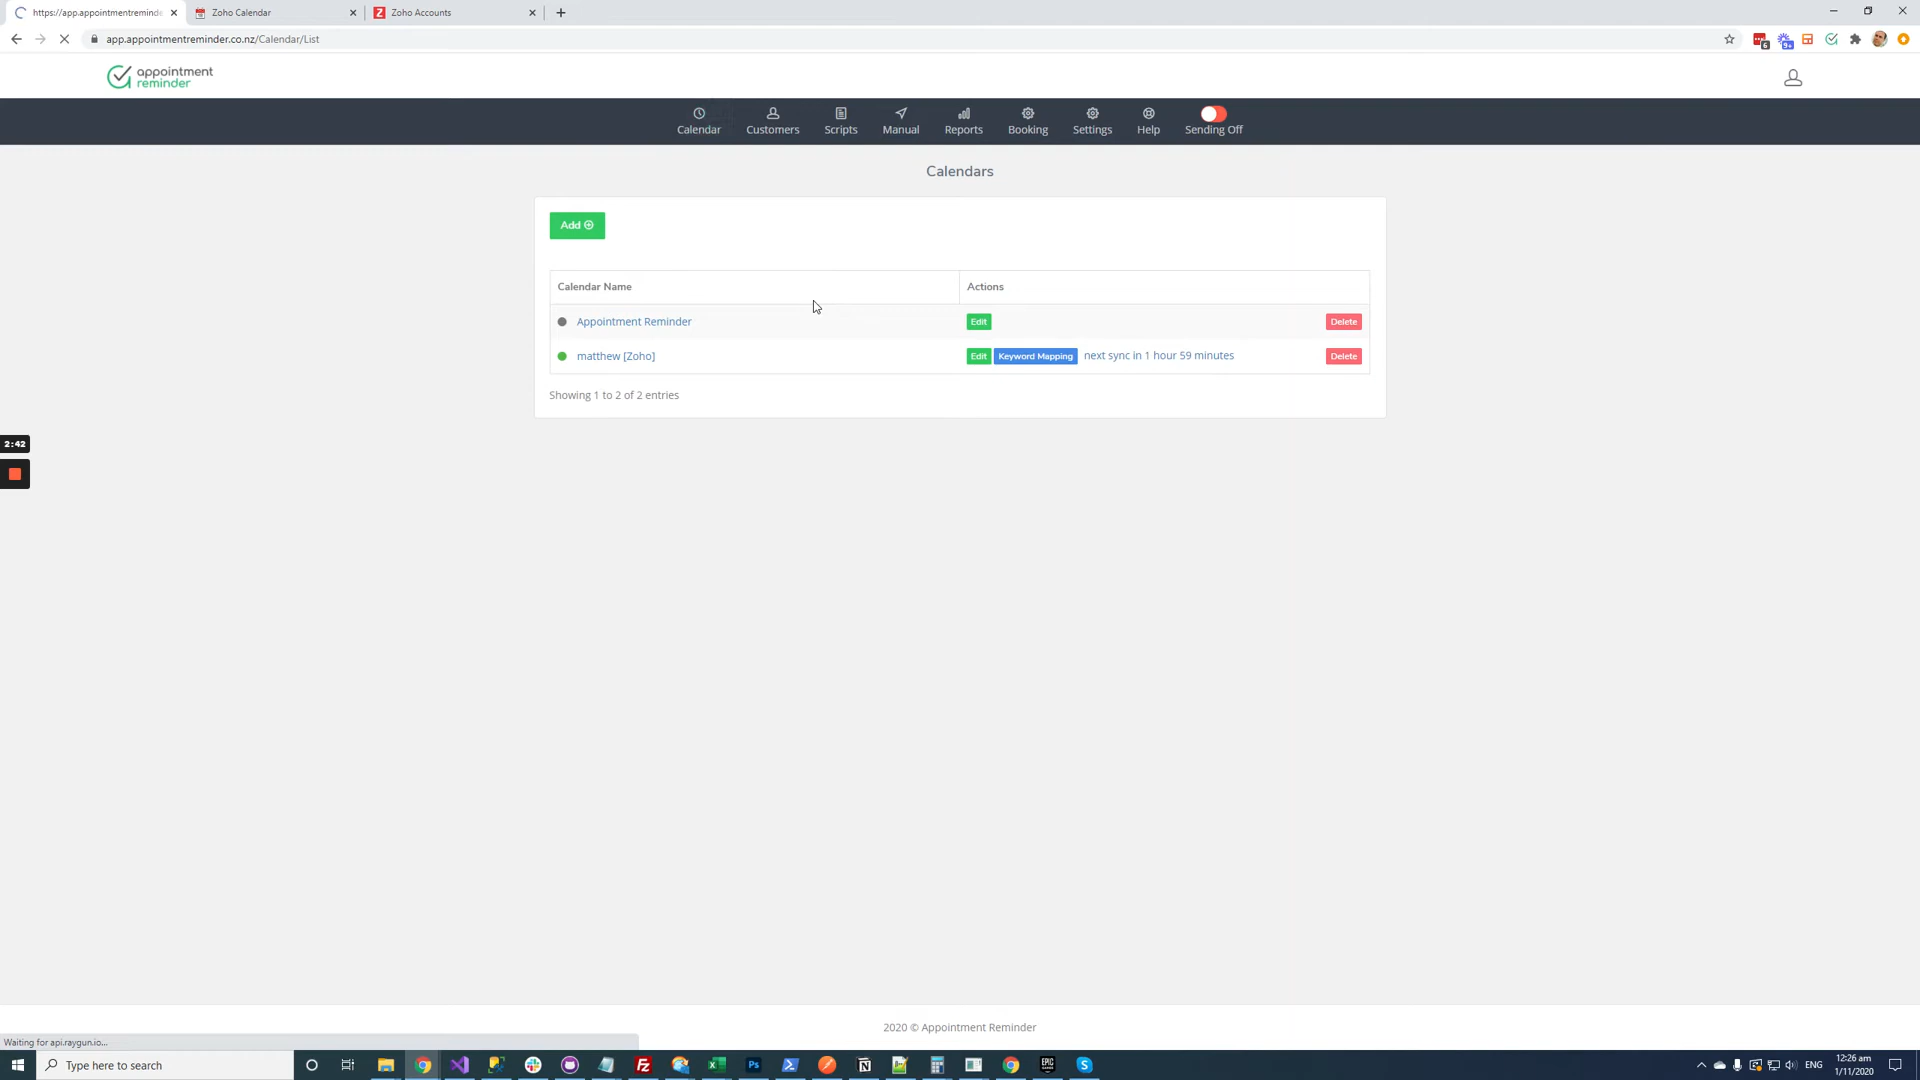 https://app.appointmentreminde
Zoho Calendar
Zoho Accounts
app.appointmentreminder.co.nz/Calendar/List
6
9+
appointment
reminder
Calendar
Customers
Scripts
Manual
Reports
Booking
Settings
Help
Sending Off
Calendars
Add
Calendar Name
Actions
Appointment Reminder
Edit
Delete
matthew [Zoho]
Edit
Keyword Mapping
next sync in 1 hour 59 minutes
Delete
Showing 1 to 2 of 2 entries
2:42
2020 © Appointment Reminder
Waiting for api.raygun.io...
Type here to search
ENG
12:26 am
1/11/2020